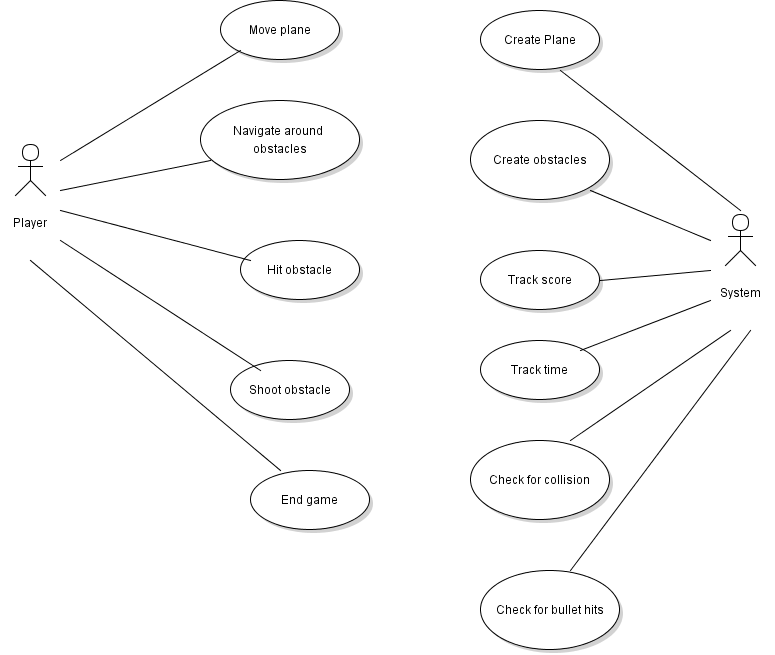 Move plane
Navigate around
obstacles
Player
Hit obstacle
Shoot obstacle
End game
Create Plane
Create obstacles
Track score
System
Track time
Check for collision
Check for bullet hits